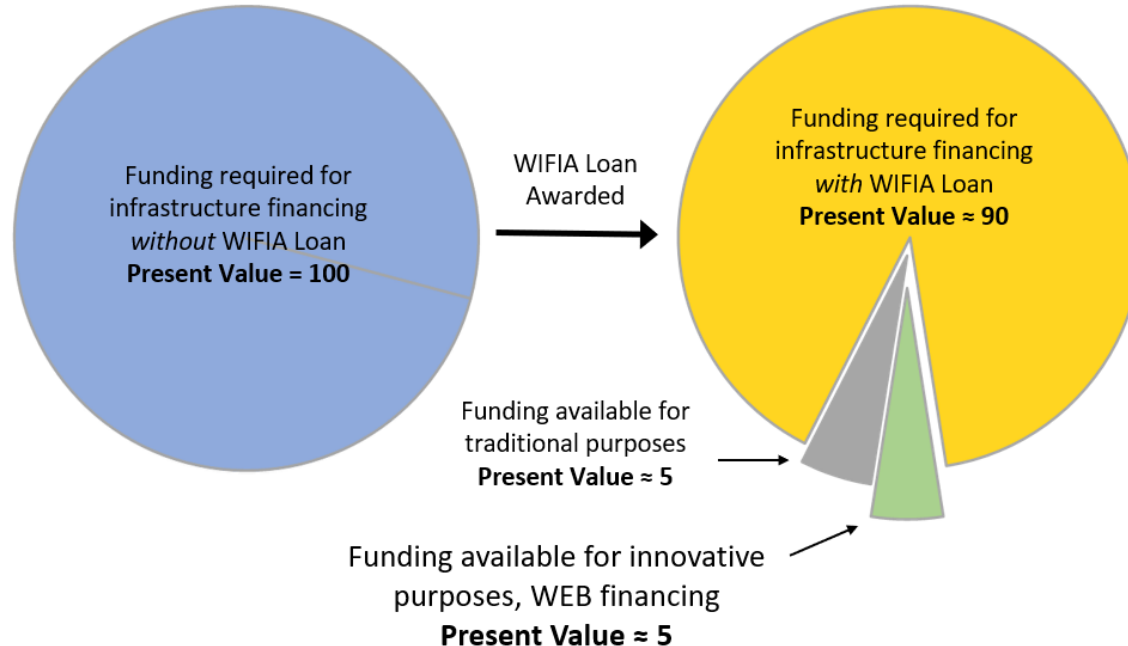 Funding required for
infrastructure financing
without WIFIA Loan
Present Value = 100
WIFIA Loan
Awarded
Funding required for
infrastructure financing
with WIFIA Loan
Present Value ≈ 90
Funding available for
traditional purposes
Present Value ≈ 5
Funding available for innovative
purposes, WEB financing
Present Value ≈ 5